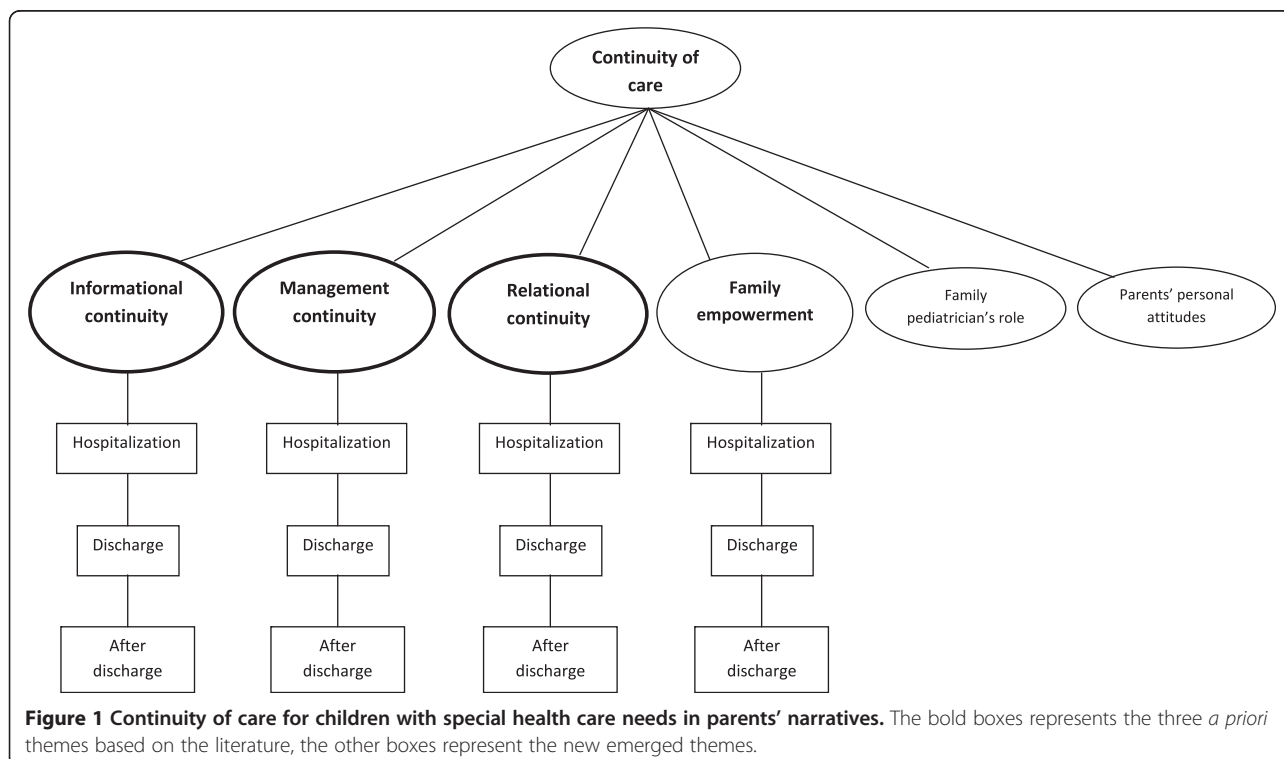 Continuity of
care
Informational
continuity
Management
continuity
Relational
continuity
Family
empowerment
Family
pediatrician's role
Parents' personal
attitudes
Hospitalization
Hospitalization
Hospitalization
Hospitalization
Discharge
Discharge
Discharge
Discharge
After
discharge
After
discharge
After
discharge
After
discharge
Figure 1 Continuity of care for children with special health care needs in parents' narratives. The bold boxes represents the three a priori
themes based on the literature, the other boxes represent the new emerged themes.